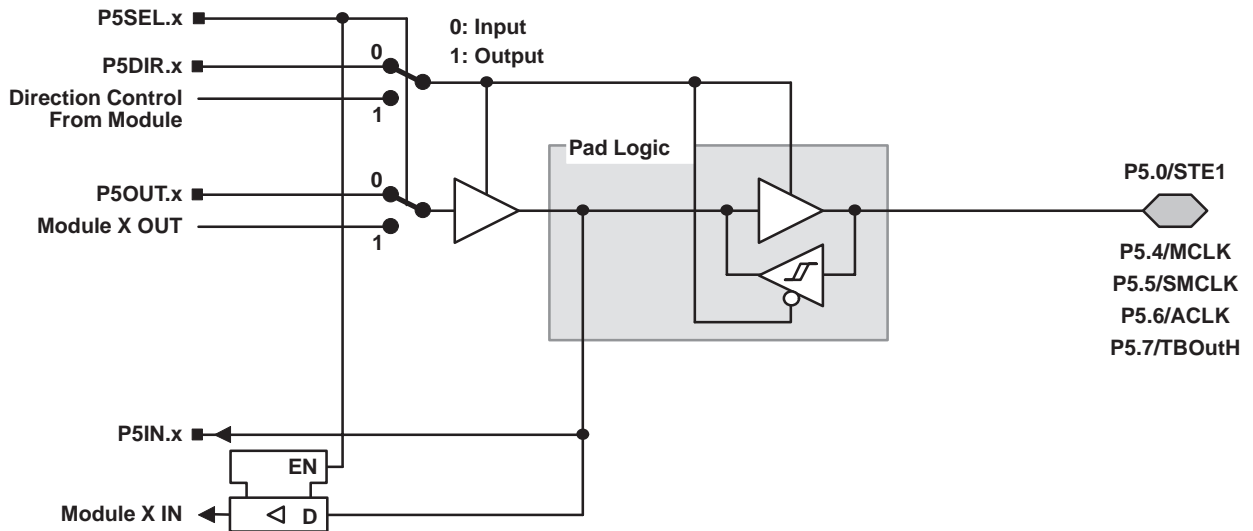 P5SEL.x
0: Input
1: Output
0
P5DIR.x
Direction Control
From Module
1
Pad Logic
P5OUT.x
0
Module X OUT
1
P5.0/STE1
P5.4/MCLK
P5.5/SMCLK
P5.6/ACLK
P5.7/TBOutH
P5IN.x
EN
Module X IN
D